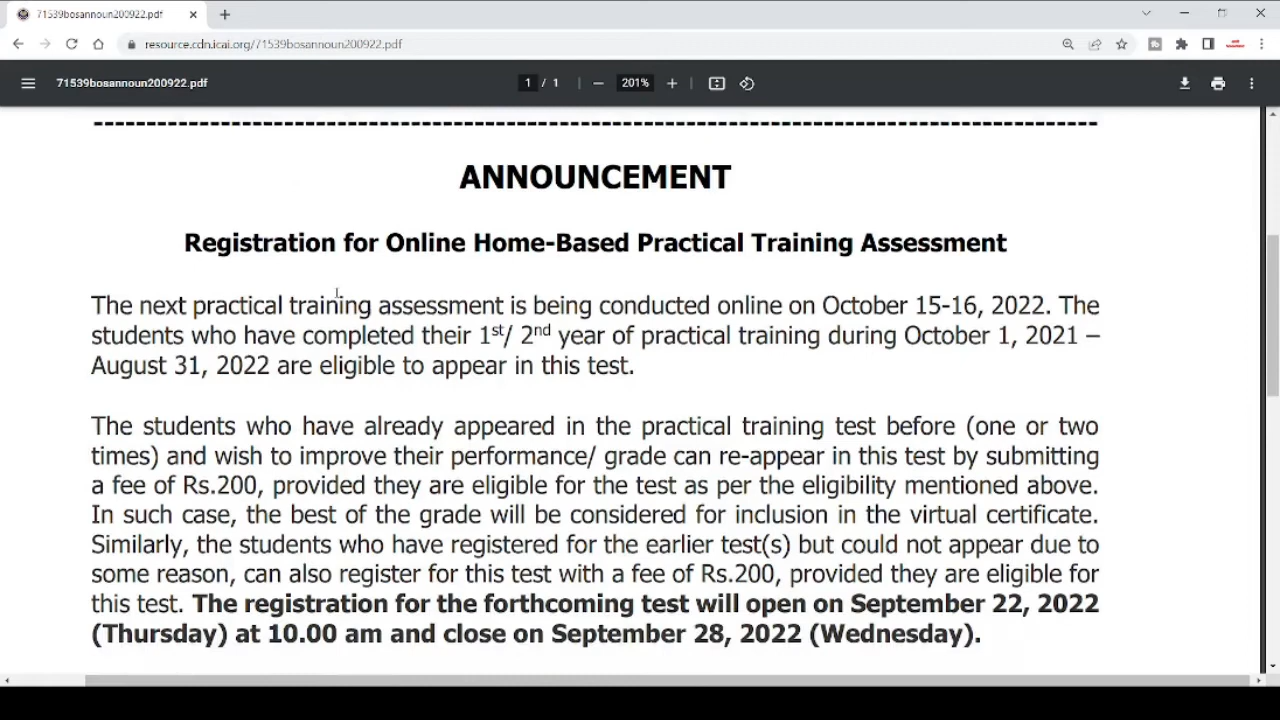 71539bosannoun200922.pdf
resource.cdn.icai.org/71539bosannoun200922.pdf
71539bosannoun200922.pdf
1 / 1
201%
ANNOUNCEMENT
Registration for Online Home-Based Practical Training Assessment
The next practical training assessment is being conducted online on October 15-16, 2022. The
students who have completed their 1st/ 2nd year of practical training during October 1, 2021 –
August 31, 2022 are eligible to appear in this test.
The students who have already appeared in the practical training test before (one or two
times) and wish to improve their performance/ grade can re-appear in this test by submitting
a fee of Rs.200, provided they are eligible for the test as per the eligibility mentioned above.
In such case, the best of the grade will be considered for inclusion in the virtual certificate.
Similarly, the students who have registered for the earlier test(s) but could not appear due to
some reason, can also register for this test with a fee of Rs.200, provided they are eligible for
this test. The registration for the forthcoming test will open on September 22, 2022
(Thursday) at 10.00 am and close on September 28, 2022 (Wednesday).